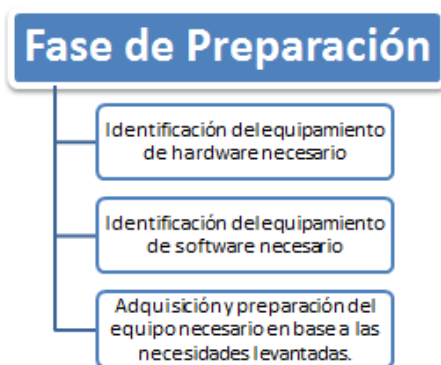 Fase de Preparación
Identificación del equipamiento
de hardware necesario
Identificación del equipamiento
de software necesario
Adquisición y preparación del
equipo necesario en base a las
necesidades levantadas.